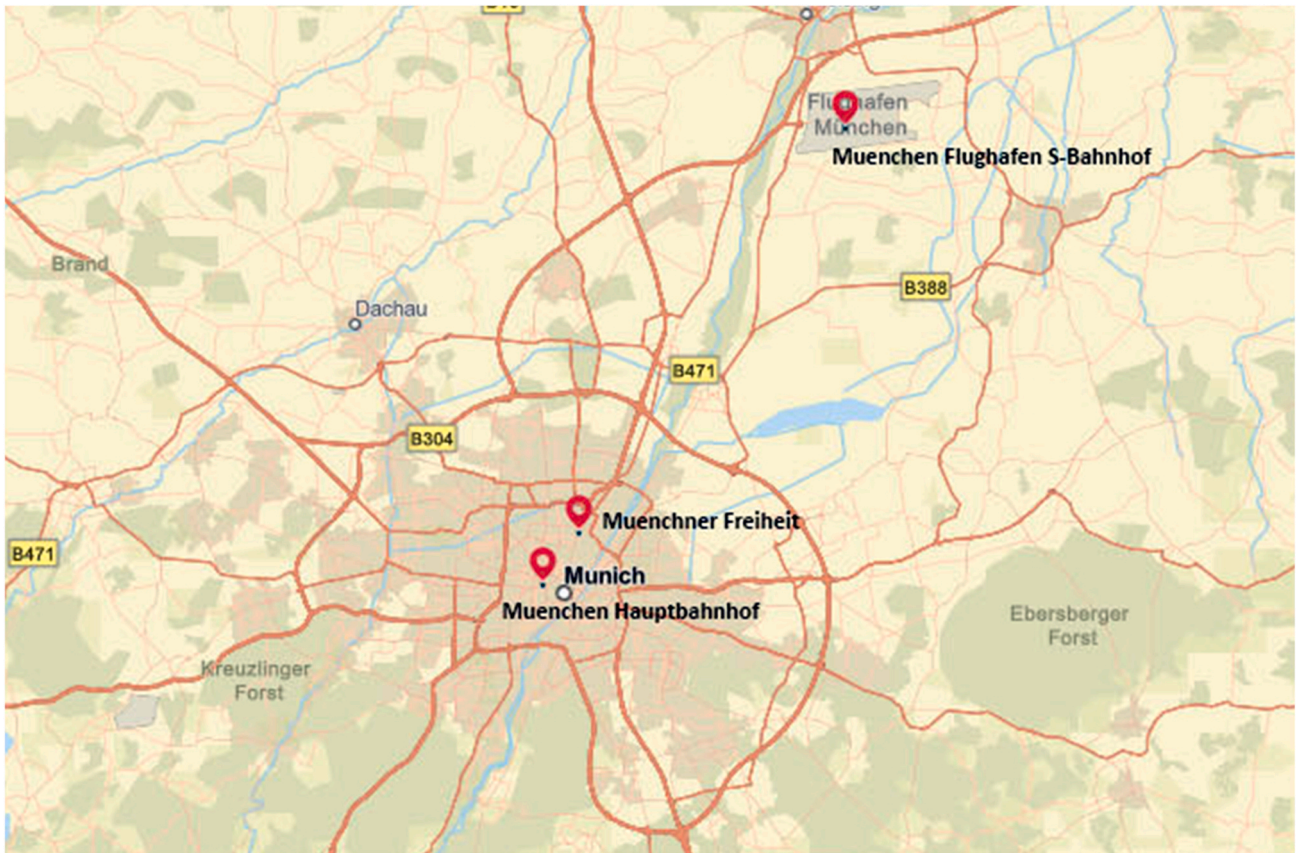 Flughafen
München
Muenchen Flughafen S-Bahnhof
Brand
B388
Dachau
B471
B304
Muenchner Freiheit
B471
Munich
Muenchen Hauptbahnhof
Ebersberger
Forst
Kreuzlinger
Forst